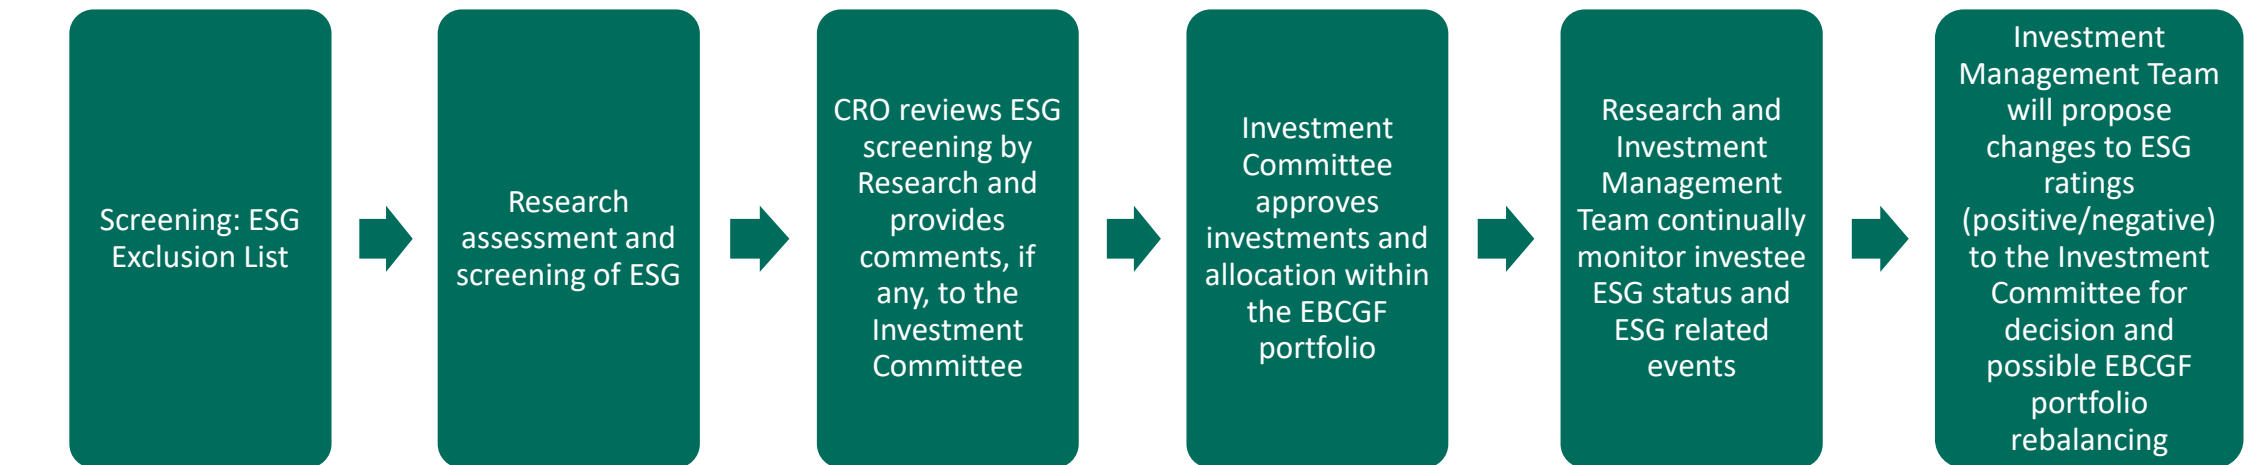 Screening: ESG
Exclusion List
Research
assessment and
screening of ESG
CRO reviews ESG
screening by
Research and
provides
comments, if
any, to the
Investment
Committee
Investment
Committee
approves
investments and
allocation within
the EBCGF
portfolio
Research and
Investment
Management
Team continually
monitor investee
ESG status and
ESG related
events
Investment
Management Team
will propose
changes to ESG
ratings
(positive/negative)
to the Investment
Committee for
decision and
possible EBCGF
portfolio
rebalancing